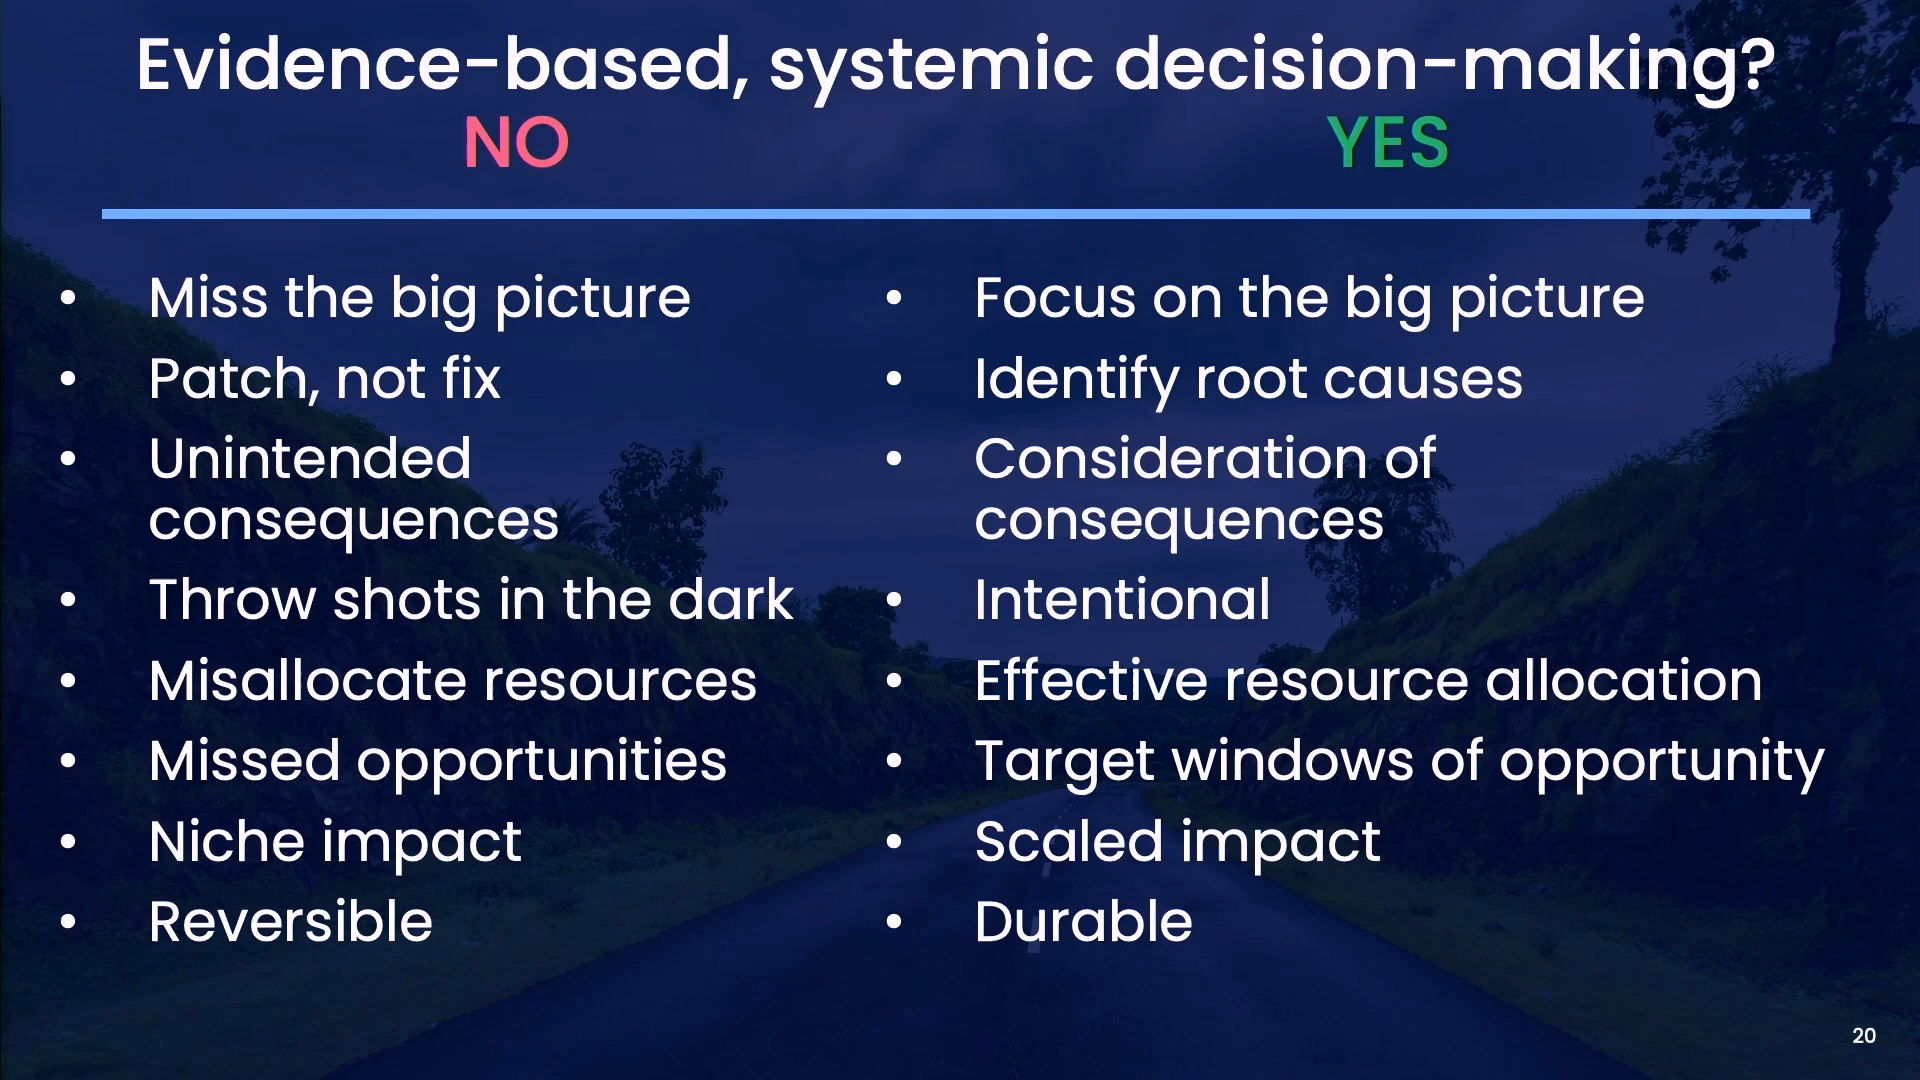 Evidence-based, systemic decision-making?
NO
YES
• Miss the big picture
• Patch, not fix
• Unintended
consequences
• Throw shots in the dark
• Misallocate resources
• Missed opportunities
• Niche impact
• Reversible
• Focus on the big picture
• Identify root causes
• Consideration of
consequences
• Intentional
• Effective resource allocation
• Target windows of opportunity
• Scaled impact
• Durable
20